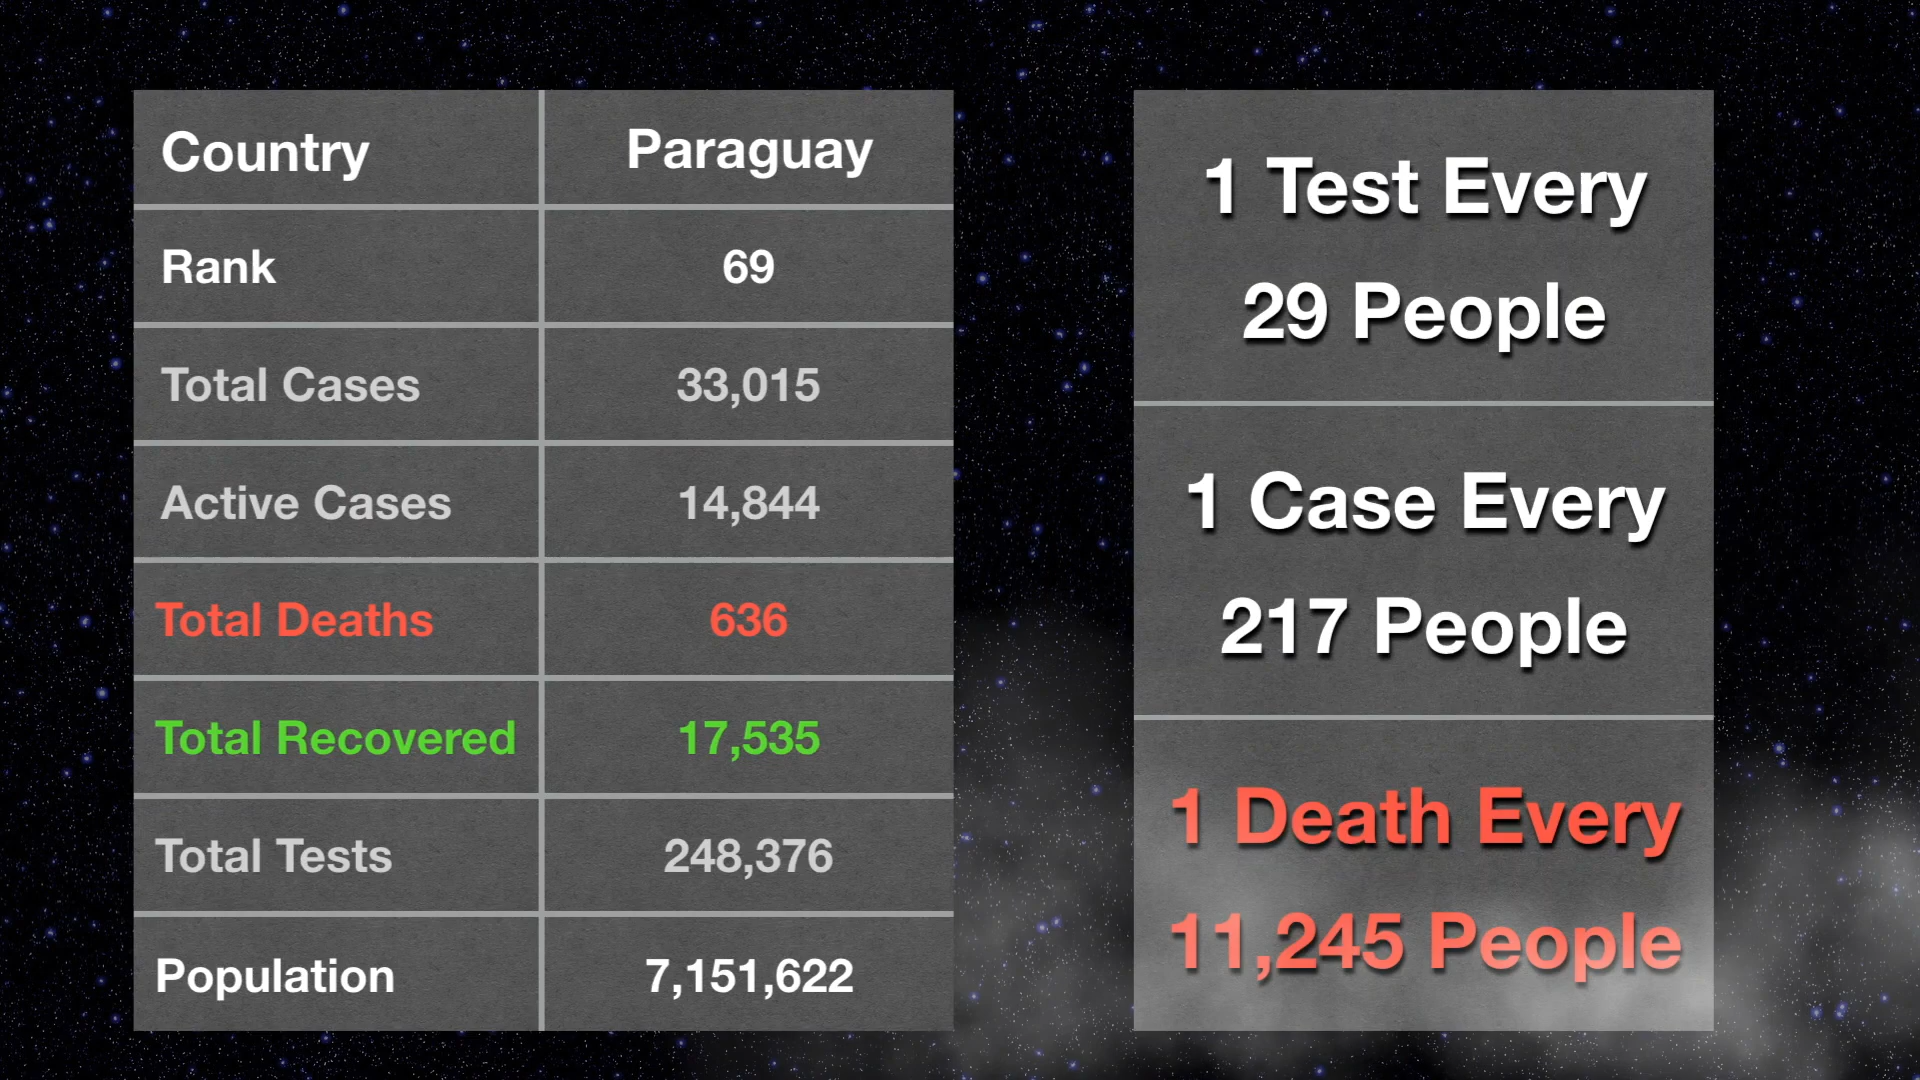 Country Paraguay
Rank 69
Total Cases 33,015
Active Cases 14,844
Total Deaths 636
Total Recovered 17,535
Total Tests 248,376
Population 7,151,622
1 Test Every
29 People
1 Case Every
217 People
1 Death Every
11,245 People